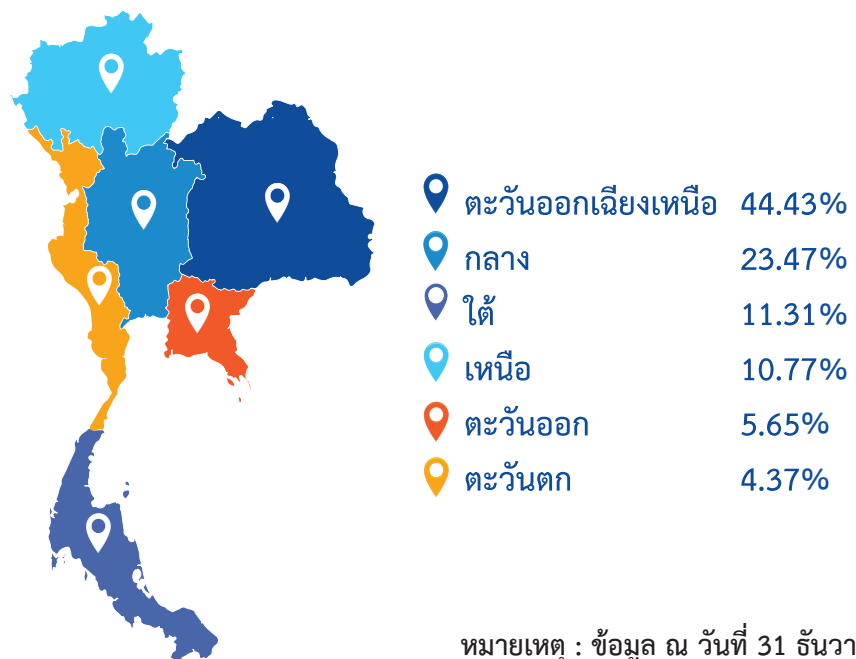 ตะวันออกเฉียงเหนือ 44.43%
กลาง 23.47%
ใต้ 11.31%
เหนือ 10.77%
ตะวันออก 5.65%
ตะวันตก 4.37%
หมายเหตุ : ข้อมูล ณ วันที่ 31 ธันวา